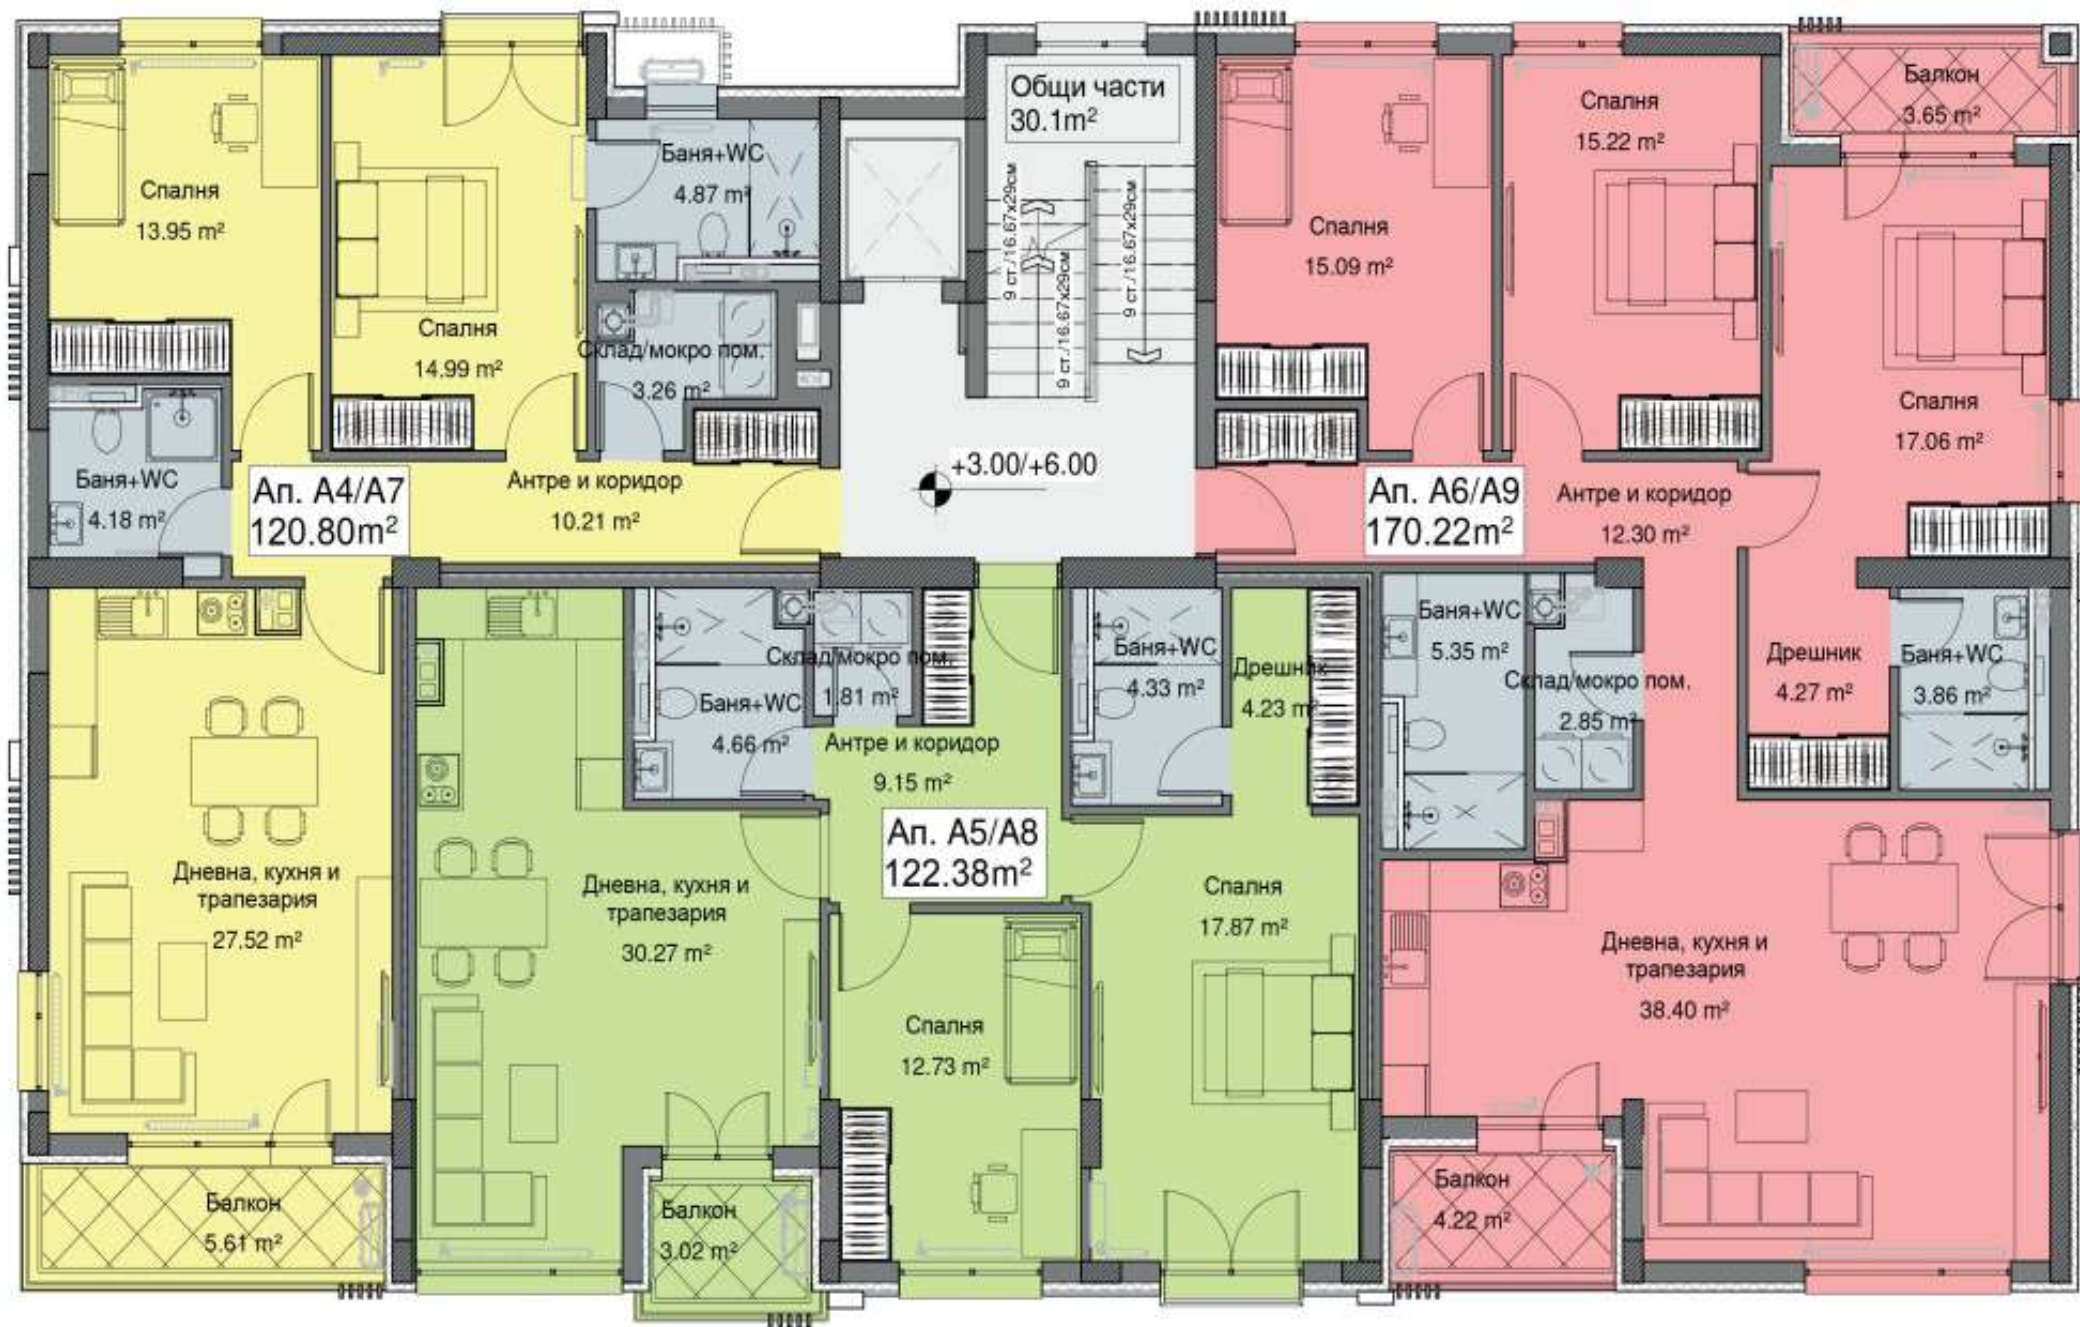 Общи части
30.1m²
9 ст./16.67x29см
9 ст./16.67x29см
9 ст./16.67x29см
+3.00/+6.00
Ап. А4/А7
120.80m²
Спалня
13.95 m²
Спалня
14.99 m²
Баня+WC
4.87 m²
Склад/мокро пом.
3.26 m²
Баня+WC
4.18 m²
Антре и коридор
10.21 m²
Дневна, кухня и
трапезария
27.52 m²
Балкон
5.61 m²
Ап. А5/А8
122.38m²
Баня+WC
4.66 m²
Склад/мокро пом.
1.81 m²
Антре и коридор
9.15 m²
Баня+WC
4.33 m²
Дрешник
4.23 m²
Дневна, кухня и
трапезария
30.27 m²
Спалня
12.73 m²
Спалня
17.87 m²
Балкон
3.02 m²
Ап. А6/А9
170.22m²
Спалня
15.09 m²
Спалня
15.22 m²
Балкон
3.65 m²
Спалня
17.06 m²
Антре и коридор
12.30 m²
Баня+WC
5.35 m²
Склад/мокро пом.
2.85 m²
Дрешник
4.27 m²
Баня+WC
3.86 m²
Дневна, кухня и
трапезария
38.40 m²
Балкон
4.22 m²